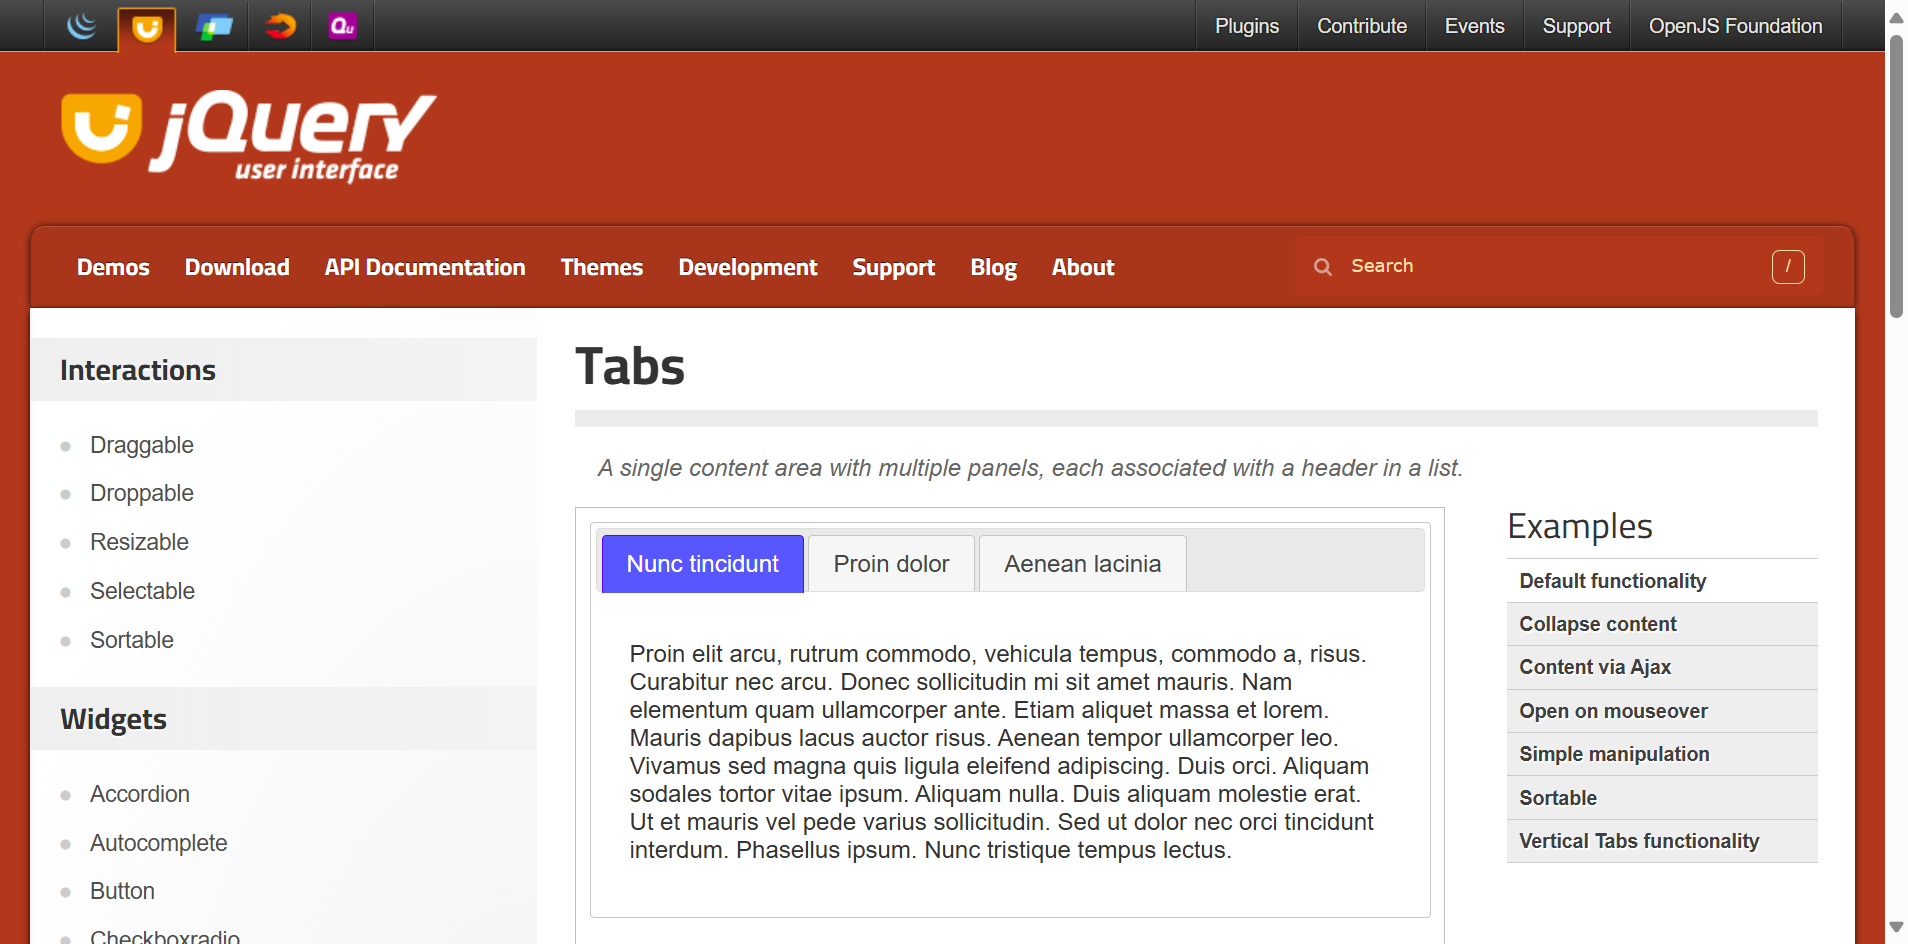 Qu
Plugins
Contribute
Events
Support
OpenJS Foundation
jQuery
user interface
Demos
Download
API Documentation
Themes
Development
Support
Blog
About
Search
/
Interactions
Draggable
Droppable
Resizable
Selectable
Sortable
Widgets
Accordion
Autocomplete
Button
Checkboxradio
Tabs
A single content area with multiple panels, each associated with a header in a list.
Nunc tincidunt
Proin dolor
Aenean lacinia
Proin elit arcu, rutrum commodo, vehicula tempus, commodo a, risus.
Curabitur nec arcu. Donec sollicitudin mi sit amet mauris. Nam
elementum quam ullamcorper ante. Etiam aliquet massa et lorem.
Mauris dapibus lacus auctor risus. Aenean tempor ullamcorper leo.
Vivamus sed magna quis ligula eleifend adipiscing. Duis orci. Aliquam
sodales tortor vitae ipsum. Aliquam nulla. Duis aliquam molestie erat.
Ut et mauris vel pede varius sollicitudin. Sed ut dolor nec orci tincidunt
interdum. Phasellus ipsum. Nunc tristique tempus lectus.
Examples
Default functionality
Collapse content
Content via Ajax
Open on mouseover
Simple manipulation
Sortable
Vertical Tabs functionality